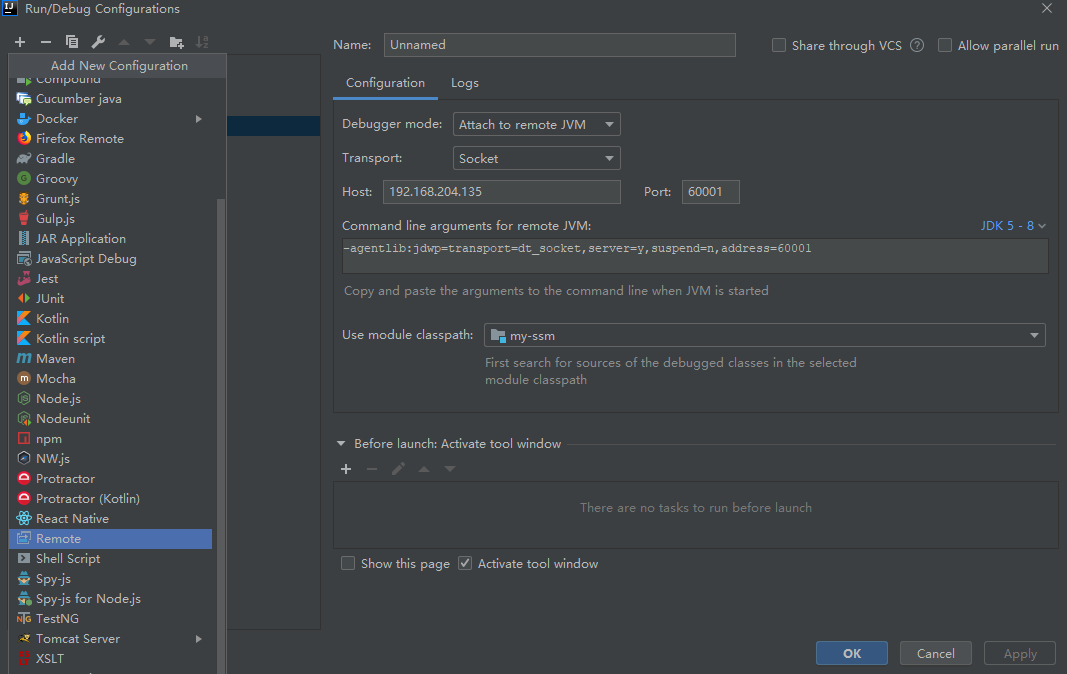 Run/Debug Configurations
Add New Configuration
Compound
Cucumber java
Docker
Firefox Remote
Gradle
Groovy
Grunt.js
Gulp.js
JAR Application
JavaScript Debug
Jest
JUnit
Kotlin
Kotlin script
Maven
Mocha
Node.js
Nodeunit
npm
NW.js
Protractor
Protractor (Kotlin)
React Native
Remote
Shell Script
Spy-js
Spy-js for Node.js
TestNG
Tomcat Server
XSLT
Name: Unnamed
Share through VCS
Allow parallel run
Configuration Logs
Debugger mode: Attach to remote JVM
Transport: Socket
Host: 192.168.204.135 Port: 60001
Command line arguments for remote JVM: JDK 5 - 8
-agentlib:jdwp=transport=dt_socket,server=y,suspend=n,address=60001
Copy and paste the arguments to the command line when JVM is started
Use module classpath: my-ssm
First search for sources of the debugged classes in the selected
module classpath
Before launch: Activate tool window
There are no tasks to run before launch
Show this page Activate tool window
OK Cancel Apply